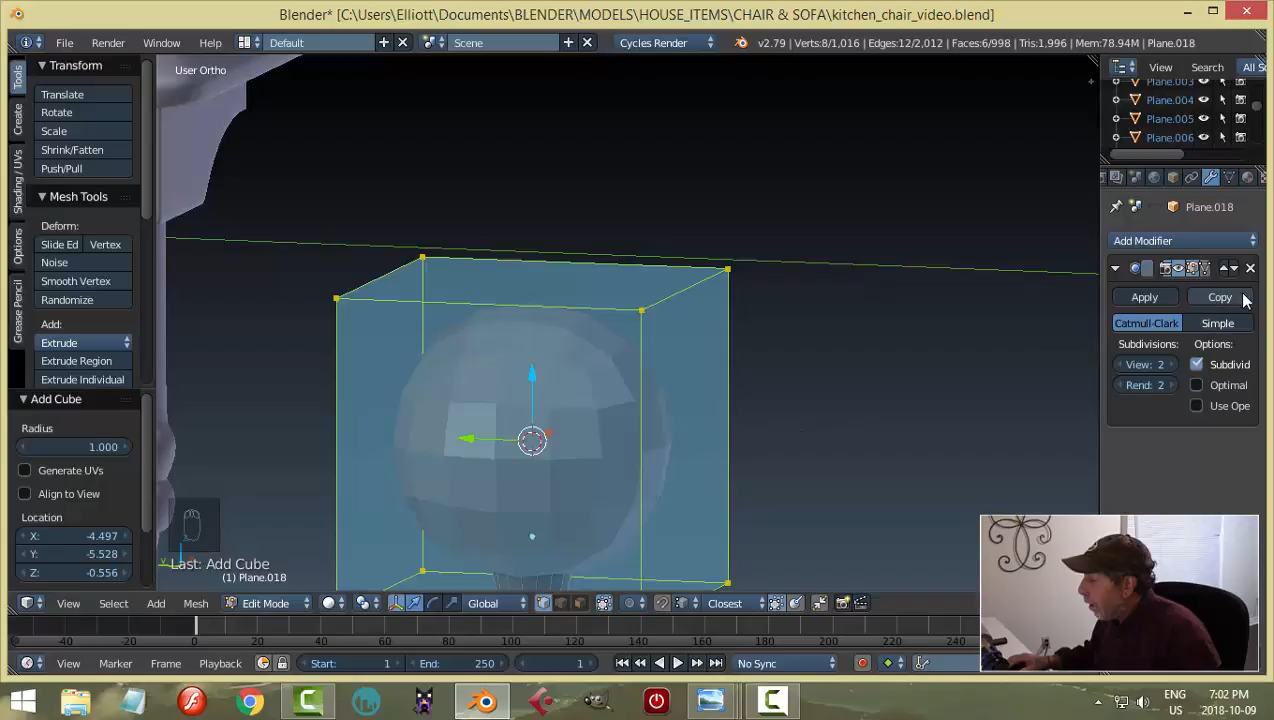 Blender* [C:\Users\Elliott\Documents\BLENDER\MODELS\HOUSE_ITEMS\CHAIR & SOFA\kitchen_chair_video.blend]
File Render Window Help Default Scene Cycles Render v2.79 | Verts:8/1,016 | Edges:12/2,012 | Faces:6/998 | Tris:1,996 | Mem:78.94M | Plane.018
Tools
Create
Shading / UVs
Options
Grease Pencil
Transform
Translate
Rotate
Scale
Shrink/Fatten
Push/Pull
Mesh Tools
Deform:
Slide Ed Vertex
Noise
Smooth Vertex
Randomize
Add:
Extrude
Extrude Region
Extrude Individual
Add Cube
Radius
1.000
Generate UVs
Align to View
Location
X: -4.497
Y: -5.528
Z: -0.556
User Ortho
Last: Add Cube
(1) Plane.018
View Search All Sc
Plane.003
Plane.004
Plane.005
Plane.006
Plane.018
Add Modifier
Apply Copy
Catmull-Clark Simple
Subdivisions: Options:
View: 2 Subdivid
Rend: 2 Optimal
Use Ope
View Select Add Mesh Edit Mode Global Closest
-40 -20 0 20 40 60 80 100 120 140 160 180 200 220 240
View Marker Frame Playback Start: 1 End: 250 1 No Sync
ENG 7:02 PM
US 2018-10-09